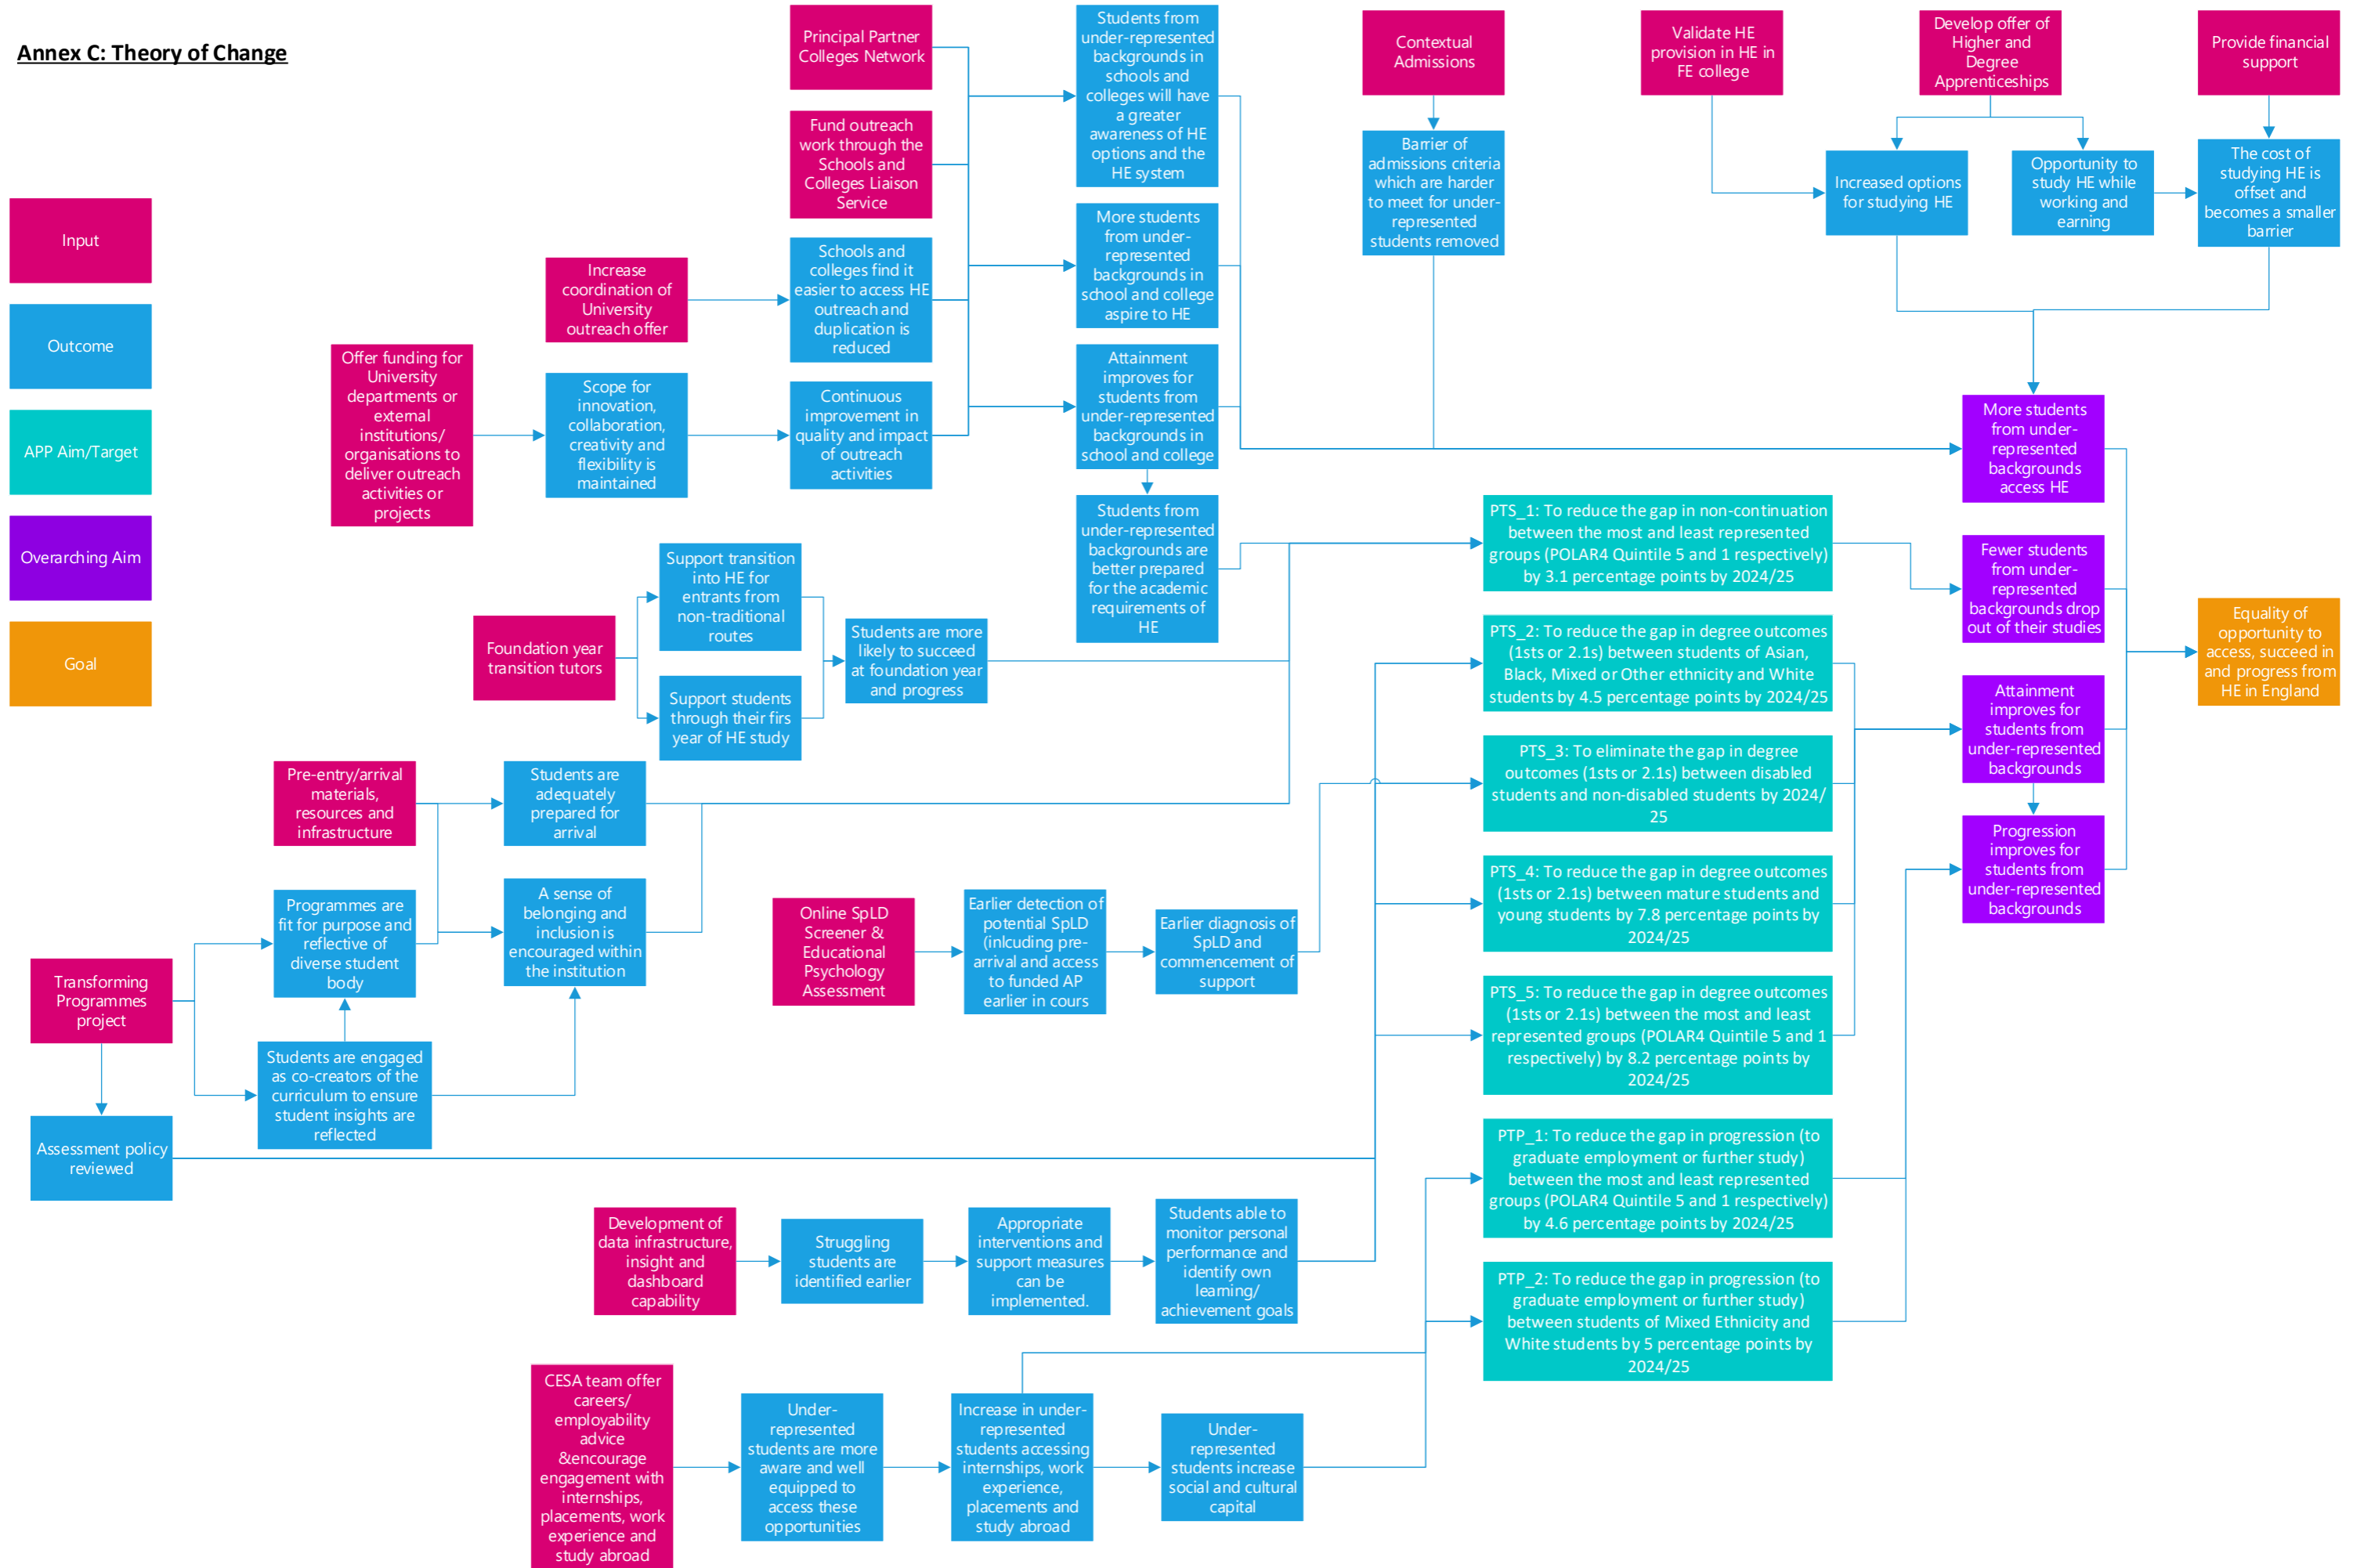 Annex C: Theory of Change
Input
Outcome
APP Aim/Target
Overarching Aim
Goal
Principal Partner
Colleges Network
Fund outreach
work through the
Schools and
Colleges Liaison
Service
Increase
coordination of
University
outreach offer
Schools and
colleges find it
easier to access HE
outreach and
duplication is
reduced
Offer funding for
University
departments or
external
institutions/
organisations to
deliver outreach
activities or
projects
Scope for
innovation,
collaboration,
creativity and
flexibility is
maintained
Continuous
improvement in
quality and impact
of outreach
activities
Students from
under-represented
backgrounds in
schools and
colleges will have
a greater
awareness of HE
options and the
HE system
More students
from under-
represented
backgrounds in
school and college
aspire to HE
Attainment
improves for
students from
under-represented
backgrounds in
school and college
Students from
under-represented
backgrounds are
better prepared
for the academic
requirements of
HE
Contextual
Admissions
Barrier of
admissions criteria
which are harder
to meet for under-
represented
students removed
Validate HE
provision in HE in
FE college
Develop offer of
Higher and
Degree
Apprenticeships
Provide financial
support
Increased options
for studying HE
Opportunity to
study HE while
working and
earning
The cost of
studying HE is
offset and
becomes a smaller
barrier
Foundation year
transition tutors
Support transition
into HE for
entrants from
non-traditional
routes
Support students
through their firs
year of HE study
Students are more
likely to succeed
at foundation year
and progress
Pre-entry/arrival
materials,
resources and
infrastructure
Students are
adequately
prepared for
arrival
Programmes are
fit for purpose and
reflective of
diverse student
body
A sense of
belonging and
inclusion is
encouraged within
the institution
Transforming
Programmes
project
Students are engaged
as co-creators of the
curriculum to ensure
student insights are
reflected
Assessment policy
reviewed
Online SpLD
Screener &
Educational
Psychology
Assessment
Earlier detection of
potential SpLD
(inlcuding pre-
arrival and access
to funded AP
earlier in cours
Earlier diagnosis of
SpLD and
commencement of
support
Development of
data infrastructure,
insight and
dashboard
capability
Struggling
students are
identified earlier
Appropriate
interventions and
support measures
can be
implemented.
Students able to
monitor personal
performance and
identify own
learning/
achievement goals
CESA team offer
careers/
employability
advice
&encourage
engagement with
internships,
placements, work
experience and
study abroad
Under-
represented
students are more
aware and well
equipped to
access these
opportunities
Increase in under-
represented
students accessing
internships, work
experience,
placements and
study abroad
Under-
represented
students increase
social and cultural
capital
PTS_1: To reduce the gap in non-continuation
between the most and least represented
groups (POLAR4 Quintile 5 and 1 respectively)
by 3.1 percentage points by 2024/25
PTS_2: To reduce the gap in degree outcomes
(1sts or 2.1s) between students of Asian,
Black, Mixed or Other ethnicity and White
students by 4.5 percentage points by 2024/25
PTS_3: To eliminate the gap in degree
outcomes (1sts or 2.1s) between disabled
students and non-disabled students by 2024/
25
PTS_4: To reduce the gap in degree outcomes
(1sts or 2.1s) between mature students and
young students by 7.8 percentage points by
2024/25
PTS_5: To reduce the gap in degree outcomes
(1sts or 2.1s) between the most and least
represented groups (POLAR4 Quintile 5 and 1
respectively) by 8.2 percentage points by
2024/25
PTP_1: To reduce the gap in progression (to
graduate employment or further study)
between the most and least represented
groups (POLAR4 Quintile 5 and 1 respectively)
by 4.6 percentage points by 2024/25
PTP_2: To reduce the gap in progression (to
graduate employment or further study)
between students of Mixed Ethnicity and
White students by 5 percentage points by
2024/25
More students
from under-
represented
backgrounds
access HE
Fewer students
from under-
represented
backgrounds drop
out of their studies
Attainment
improves for
students from
under-represented
backgrounds
Progression
improves for
students from
under-represented
backgrounds
Equality of
opportunity to
access, succeed in
and progress from
HE in England